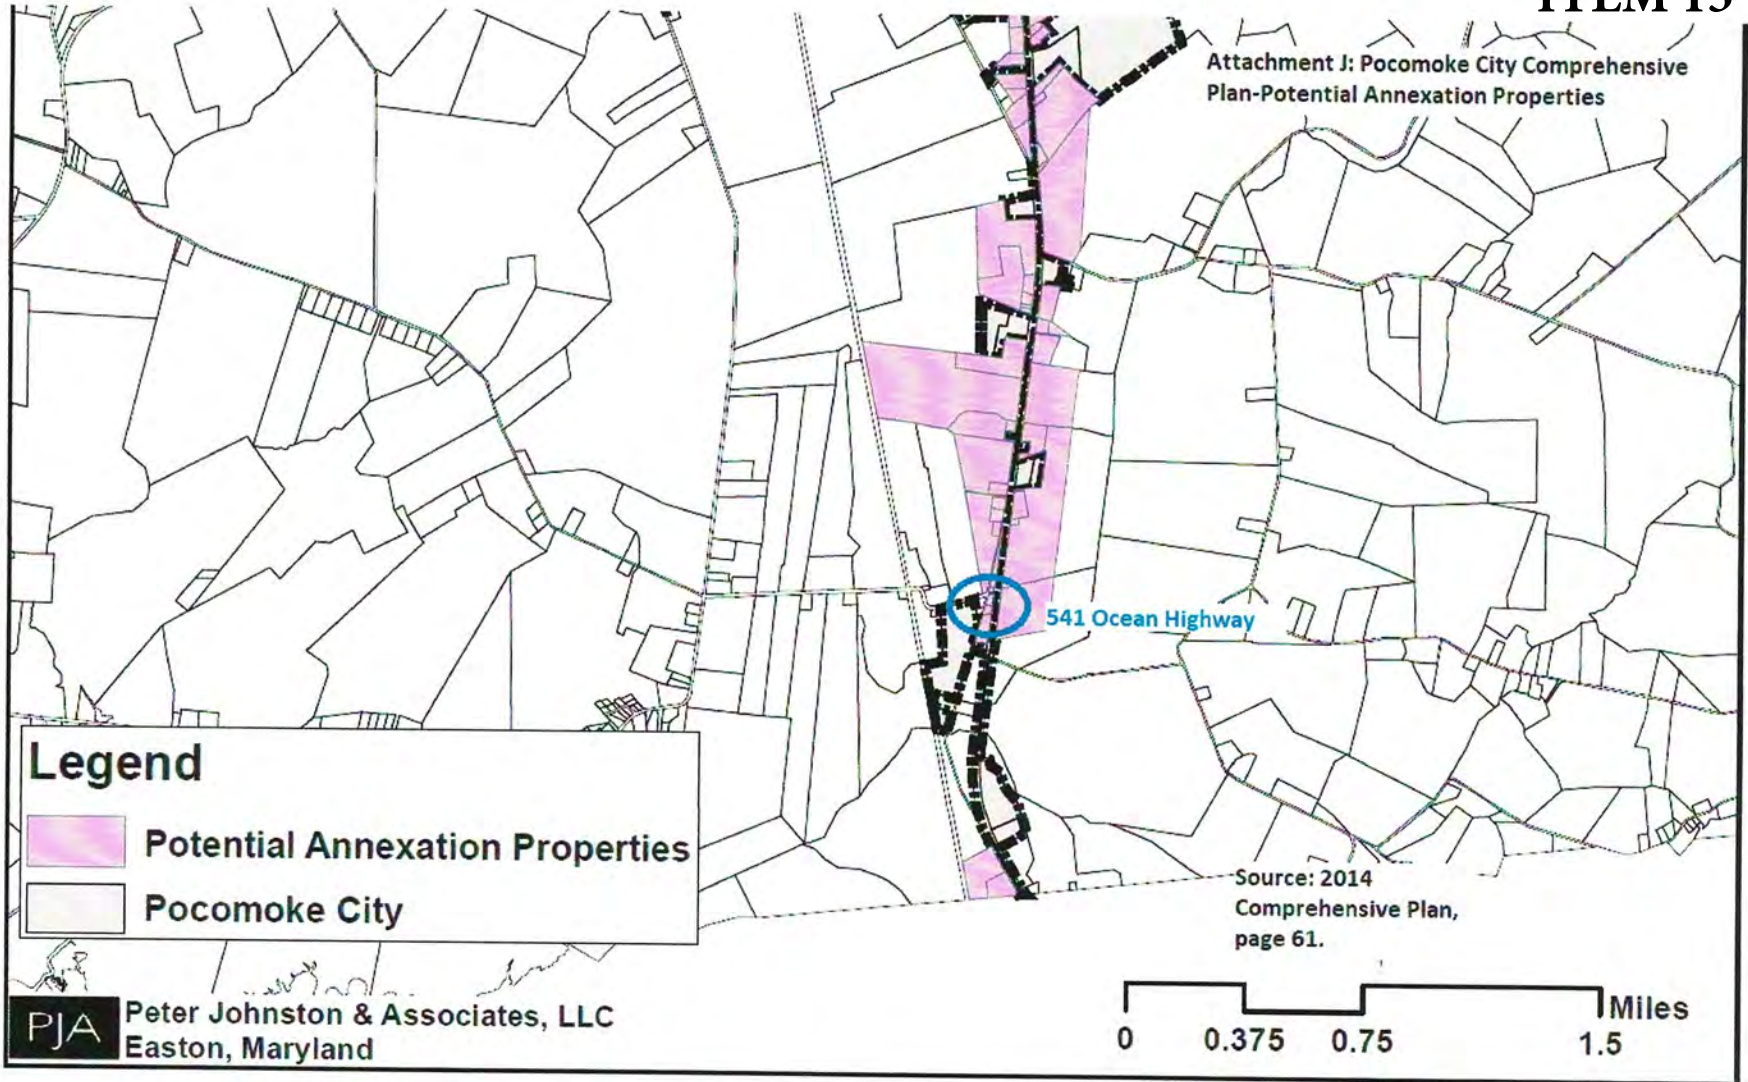 Attachment J: Pocomoke City Comprehensive
Plan-Potential Annexation Properties
541 Ocean Highway
Legend
Potential Annexation Properties
Pocomoke City
Source: 2014
Comprehensive Plan,
page 61.
PJA
Peter Johnston & Associates, LLC
Easton, Maryland
Miles
0 0.375 0.75 1.5